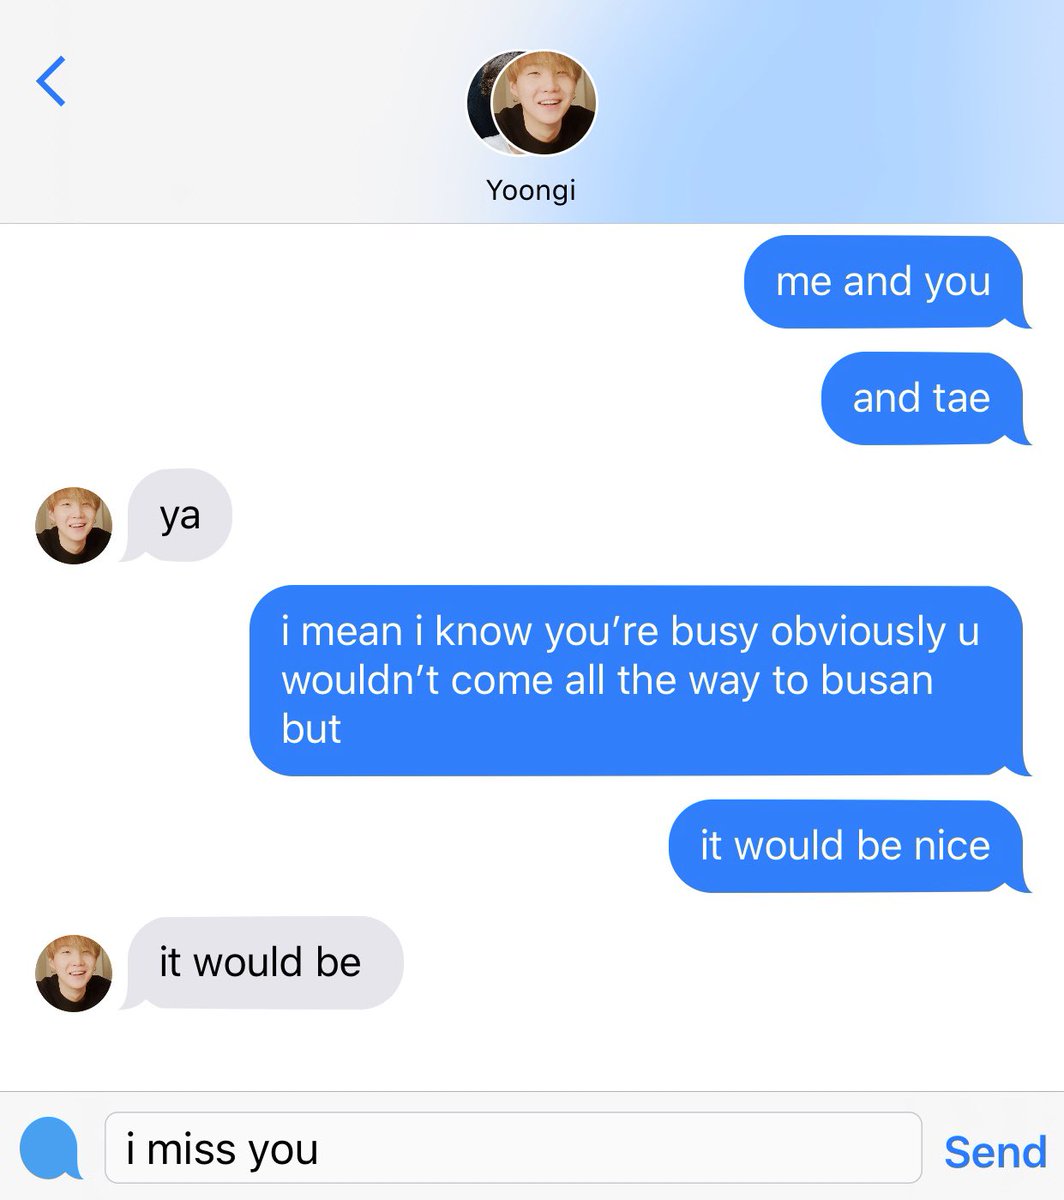 Yoongi
me and you
and tae
ya
i mean i know you’re busy obviously u
wouldn’t come all the way to busan
but
it would be nice
it would be
i miss you
Send